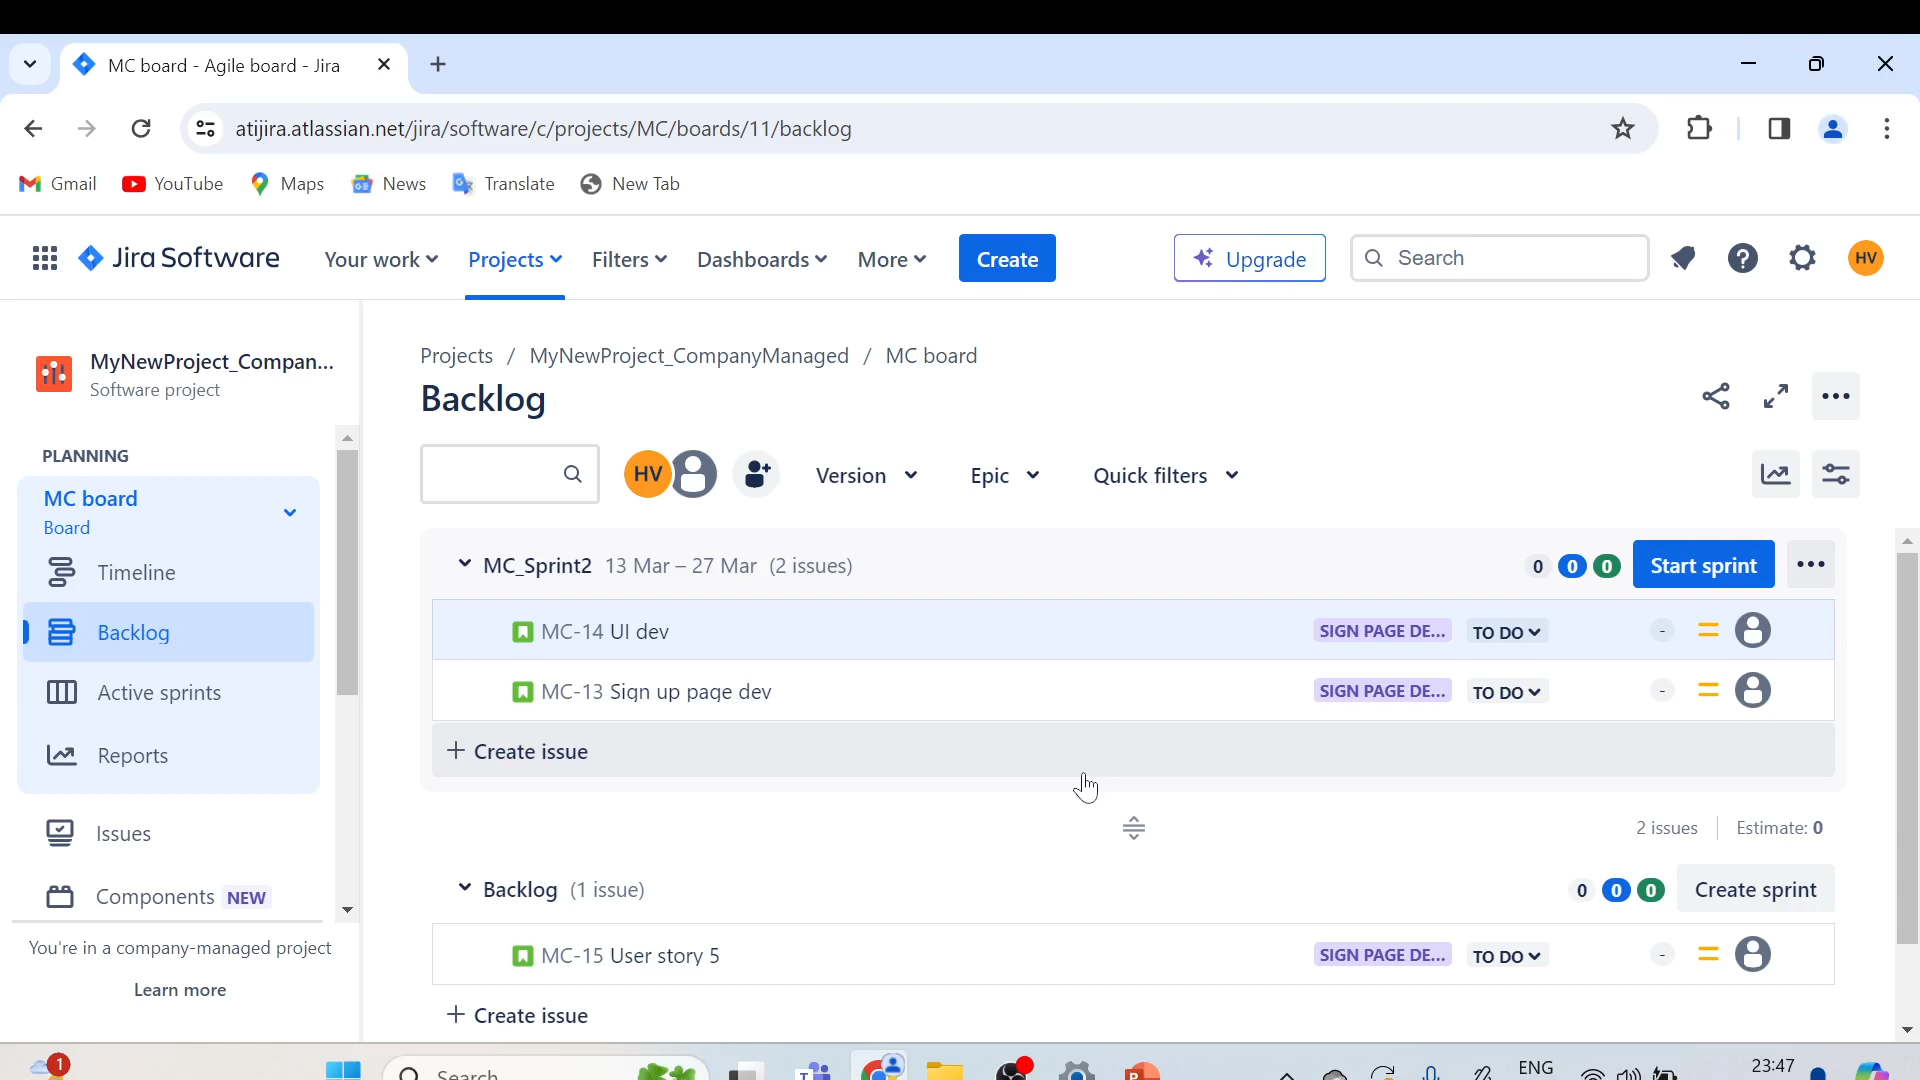 MC board - Agile board - Jira
atijira.atlassian.net/jira/software/c/projects/MC/boards/11/backlog
Gmail YouTube Maps News Translate New Tab
Jira Software Your work Projects Filters Dashboards More Create Upgrade Search HV
MyNewProject_Compan...
Software project
PLANNING
MC board
Board
Timeline
Backlog
Active sprints
Reports
Issues
Components NEW
You're in a company-managed project
Learn more
Projects / MyNewProject_CompanyManaged / MC board
Backlog
HV Version Epic Quick filters
MC_Sprint2 13 Mar – 27 Mar (2 issues) 0 0 0 Start sprint
MC-14 UI dev SIGN PAGE DE... TO DO -
MC-13 Sign up page dev SIGN PAGE DE... TO DO -
+ Create issue
2 issues Estimate: 0
Backlog (1 issue) 0 0 0 Create sprint
MC-15 User story 5 SIGN PAGE DE... TO DO -
+ Create issue
1 Search ENG 23:47